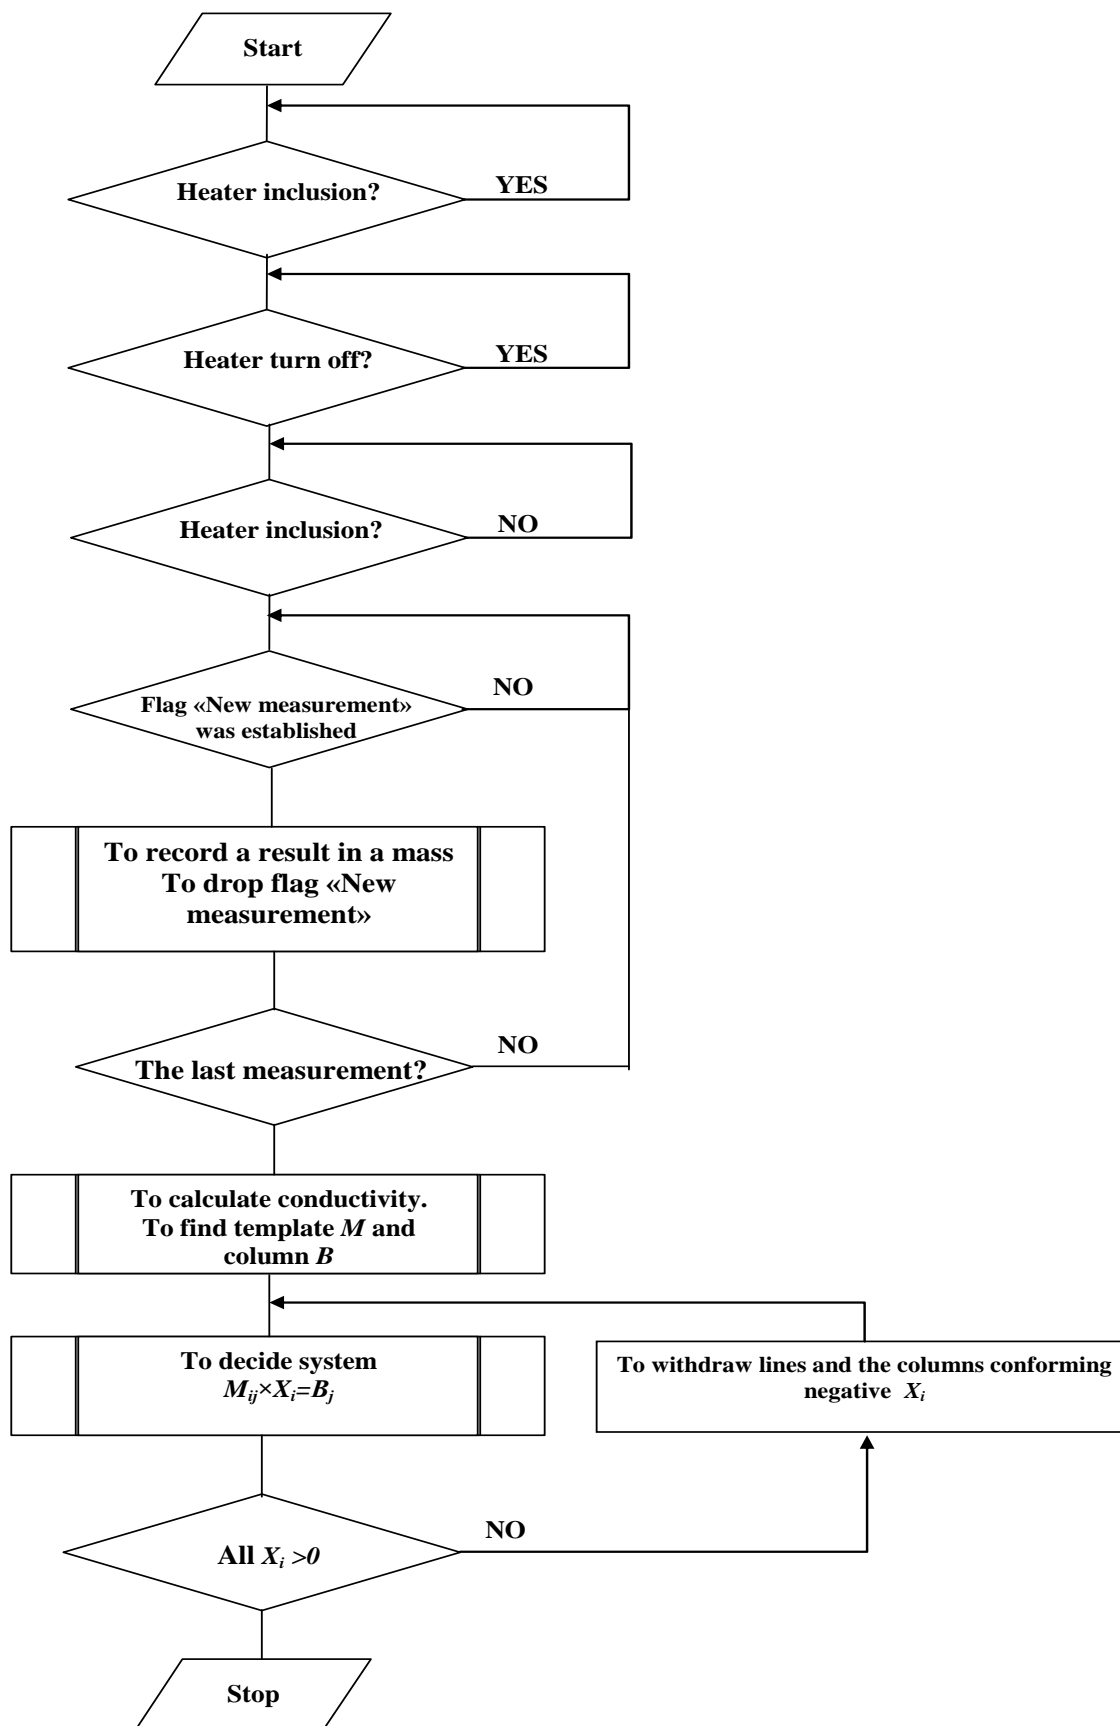 Start
Heater inclusion?
YES
Heater turn off?
YES
Heater inclusion?
NO
Flag «New measurement»
was established
NO
To record a result in a mass
To drop flag «New
measurement»
The last measurement?
NO
To calculate conductivity.
To find template M and
column B
To decide system
Mij×Xi=Bj
To withdraw lines and the columns conforming
negative Xi
All Xi >0
NO
Stop